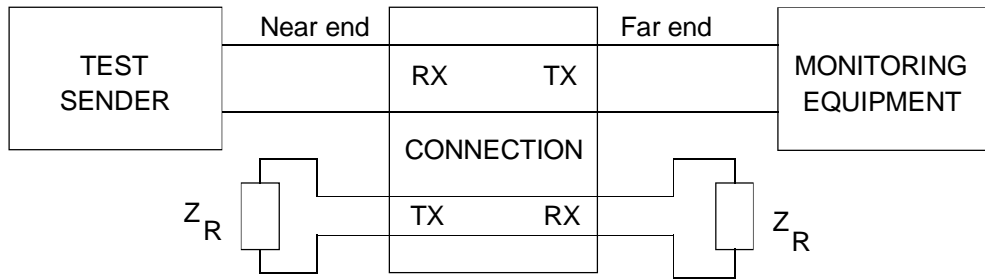 Near end
Far end
TEST
SENDER
RX TX
MONITORING
EQUIPMENT
CONNECTION
Z R
TX RX
Z R